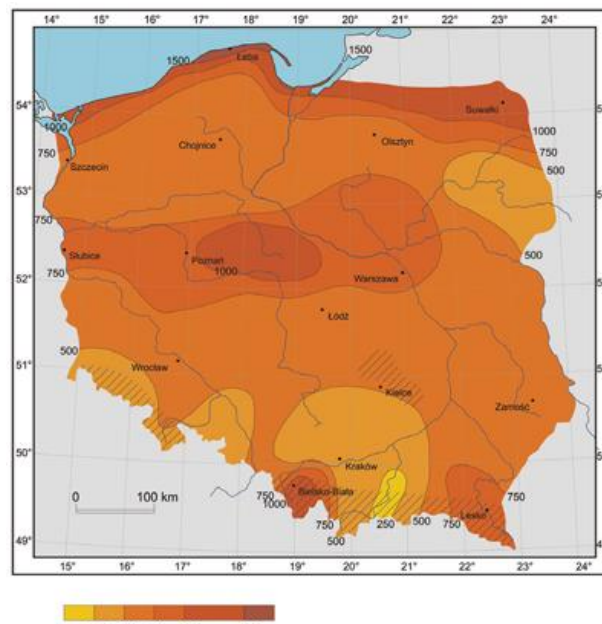 14° 16° 17° 18° 19° 20° 21° 22° 23° 24°
1500
Łeba
1500
54°
Suwałki
1000
1000
Chojnice
Olsztyn
750
750
Szczecin
500
53°
750
500
Słubice
Poznań
750
1000
Warszawa
52°
Łódź
51°
500
Wrocław
Kielce
Zamość
50°
Kraków
0 100 km
750
Bielsko-Biała
1000
750
750
250
500
750
Lesko
500
49°
15° 16° 17° 18° 19° 20° 21° 22° 23° 24°